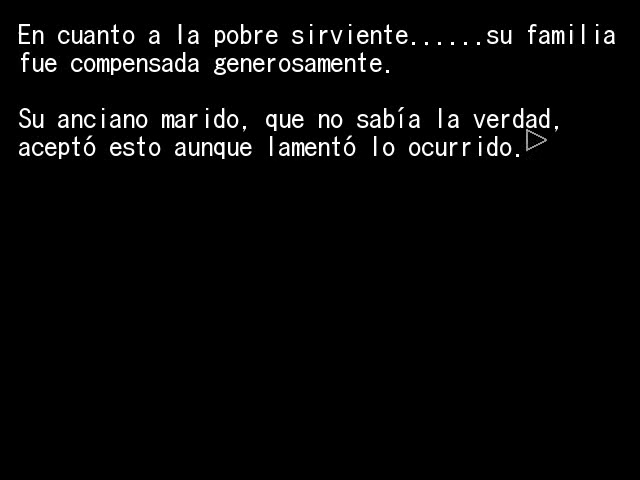 En cuanto a la pobre sirviente......su familia
fue compensada generosamente.
Su anciano marido, que no sabía la verdad,
aceptó esto aunque lamentó lo ocurrido.